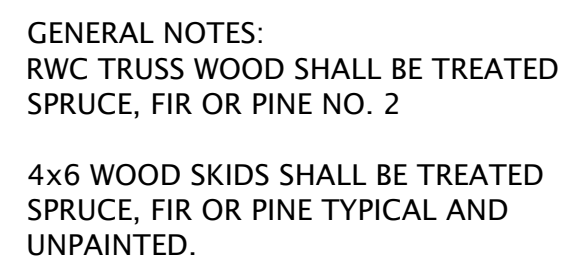 GENERAL NOTES:
RWC TRUSS WOOD SHALL BE TREATED
SPRUCE, FIR OR PINE NO. 2
4x6 WOOD SKIDS SHALL BE TREATED
SPRUCE, FIR OR PINE TYPICAL AND
UNPAINTED.